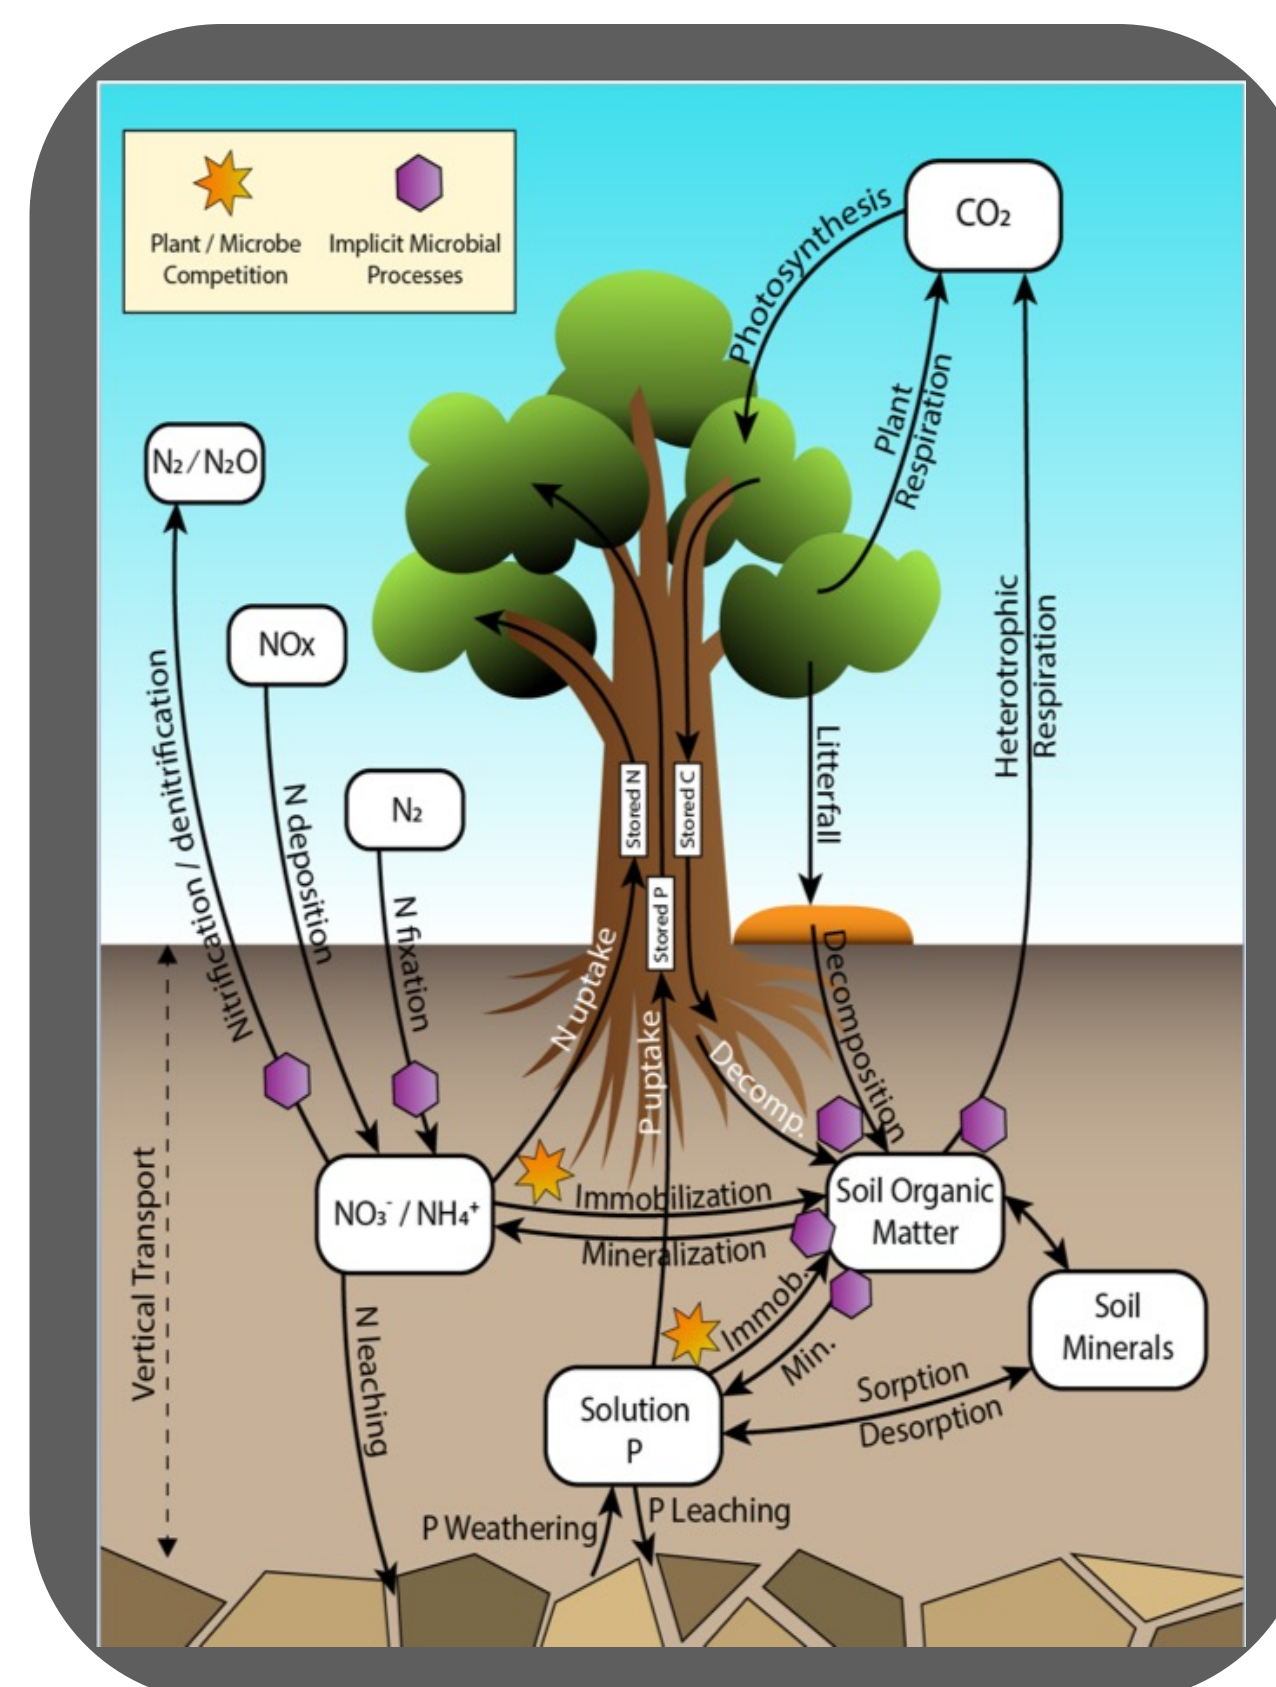 Plant / Microbe
Competition
Implicit Microbial
Processes
CO₂
Photosynthesis
Plant
Respiration
N₂ / N₂O
NOx
N₂
Heterotrophic
Respiration
Nitrification / denitrification
N deposition
N fixation
Stored N
Stored C
Stored P
Litterfall
N uptake
P uptake
Decomp.
Decomposition
Vertical Transport
NO₃⁻ / NH₄⁺
Immobilization
Mineralization
Soil Organic
Matter
Immob.
Min.
Soil
Minerals
Sorption
Desorption
N leaching
Solution
P
P Weathering
P Leaching